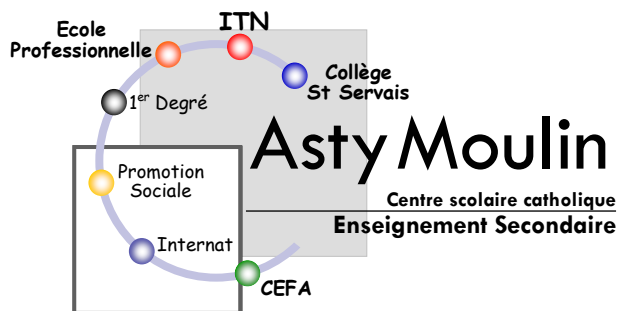 ITN
Ecole
Professionnelle
Collège
St Servais
1er Degré
Asty Moulin
Promotion
Sociale
Centre scolaire catholique
Enseignement Secondaire
Internat
CEFA